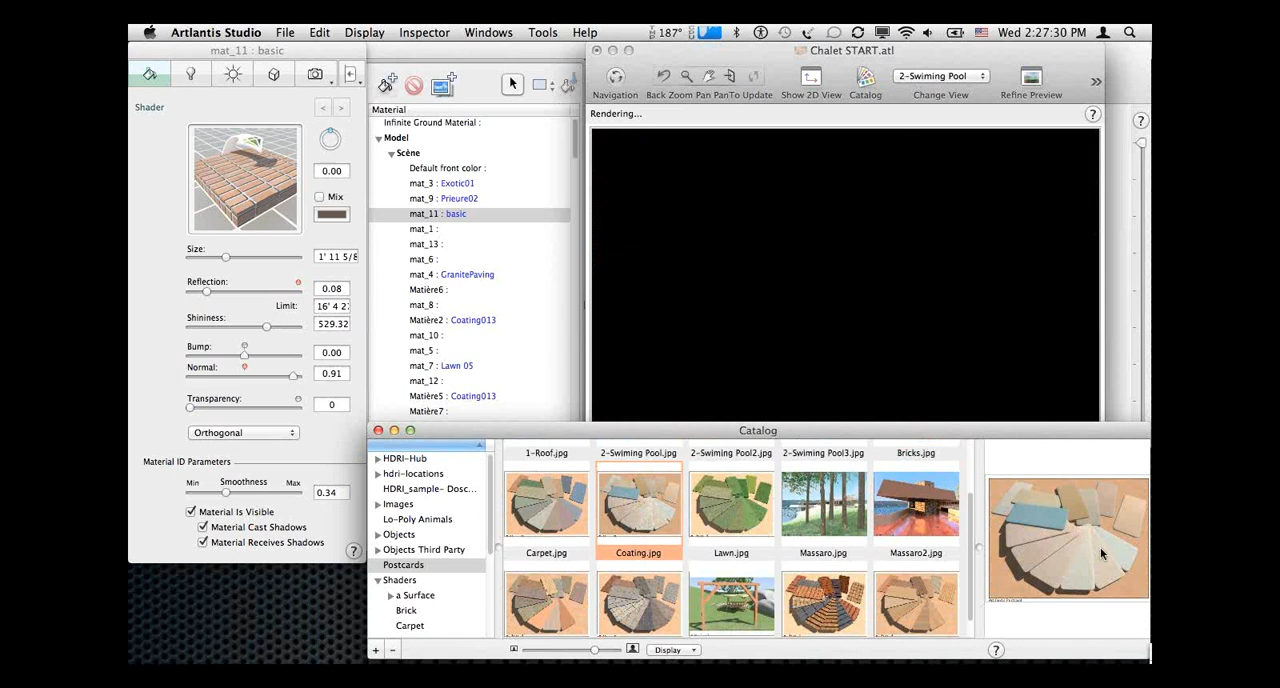 Artlantis Studio File Edit Display Inspector Windows Tools Help 187° Wed 2:27:30 PM
mat_11 : basic
Chalet START.atl
2-Swiming Pool
Navigation Back Zoom Pan PanTo Update Show 2D View Catalog Change View Refine Preview
Shader
Material
Rendering...
Infinite Ground Material :
Model
Scène
Default front color :
mat_3 : Exotic01
mat_9 : Prieure02
mat_11 : basic
mat_1 :
mat_13 :
mat_6 :
mat_4 : GranitePaving
Matière6 :
mat_8 :
Matière2 : Coating013
mat_10 :
mat_5 :
mat_7 : Lawn 05
mat_12 :
Matière5 : Coating013
Matière7 :
0.00
Mix
Size:
1' 11 5/8
Reflection:
0.08
Limit:
16' 4 2
Shininess:
529.32
Bump:
0.00
Normal:
0.91
Transparency:
0
Orthogonal
Material ID Parameters
Min Smoothness Max
0.34
Material Is Visible
Material Cast Shadows
Material Receives Shadows
Catalog
HDRI-Hub
hdri-locations
HDRI_sample- Dosc...
Images
Lo-Poly Animals
Objects
Objects Third Party
Postcards
Shaders
a Surface
Brick
Carpet
1-Roof.jpg 2-Swiming Pool.jpg 2-Swiming Pool2.jpg 2-Swiming Pool3.jpg Bricks.jpg
Carpet.jpg Coating.jpg Lawn.jpg Massaro.jpg Massaro2.jpg
Display